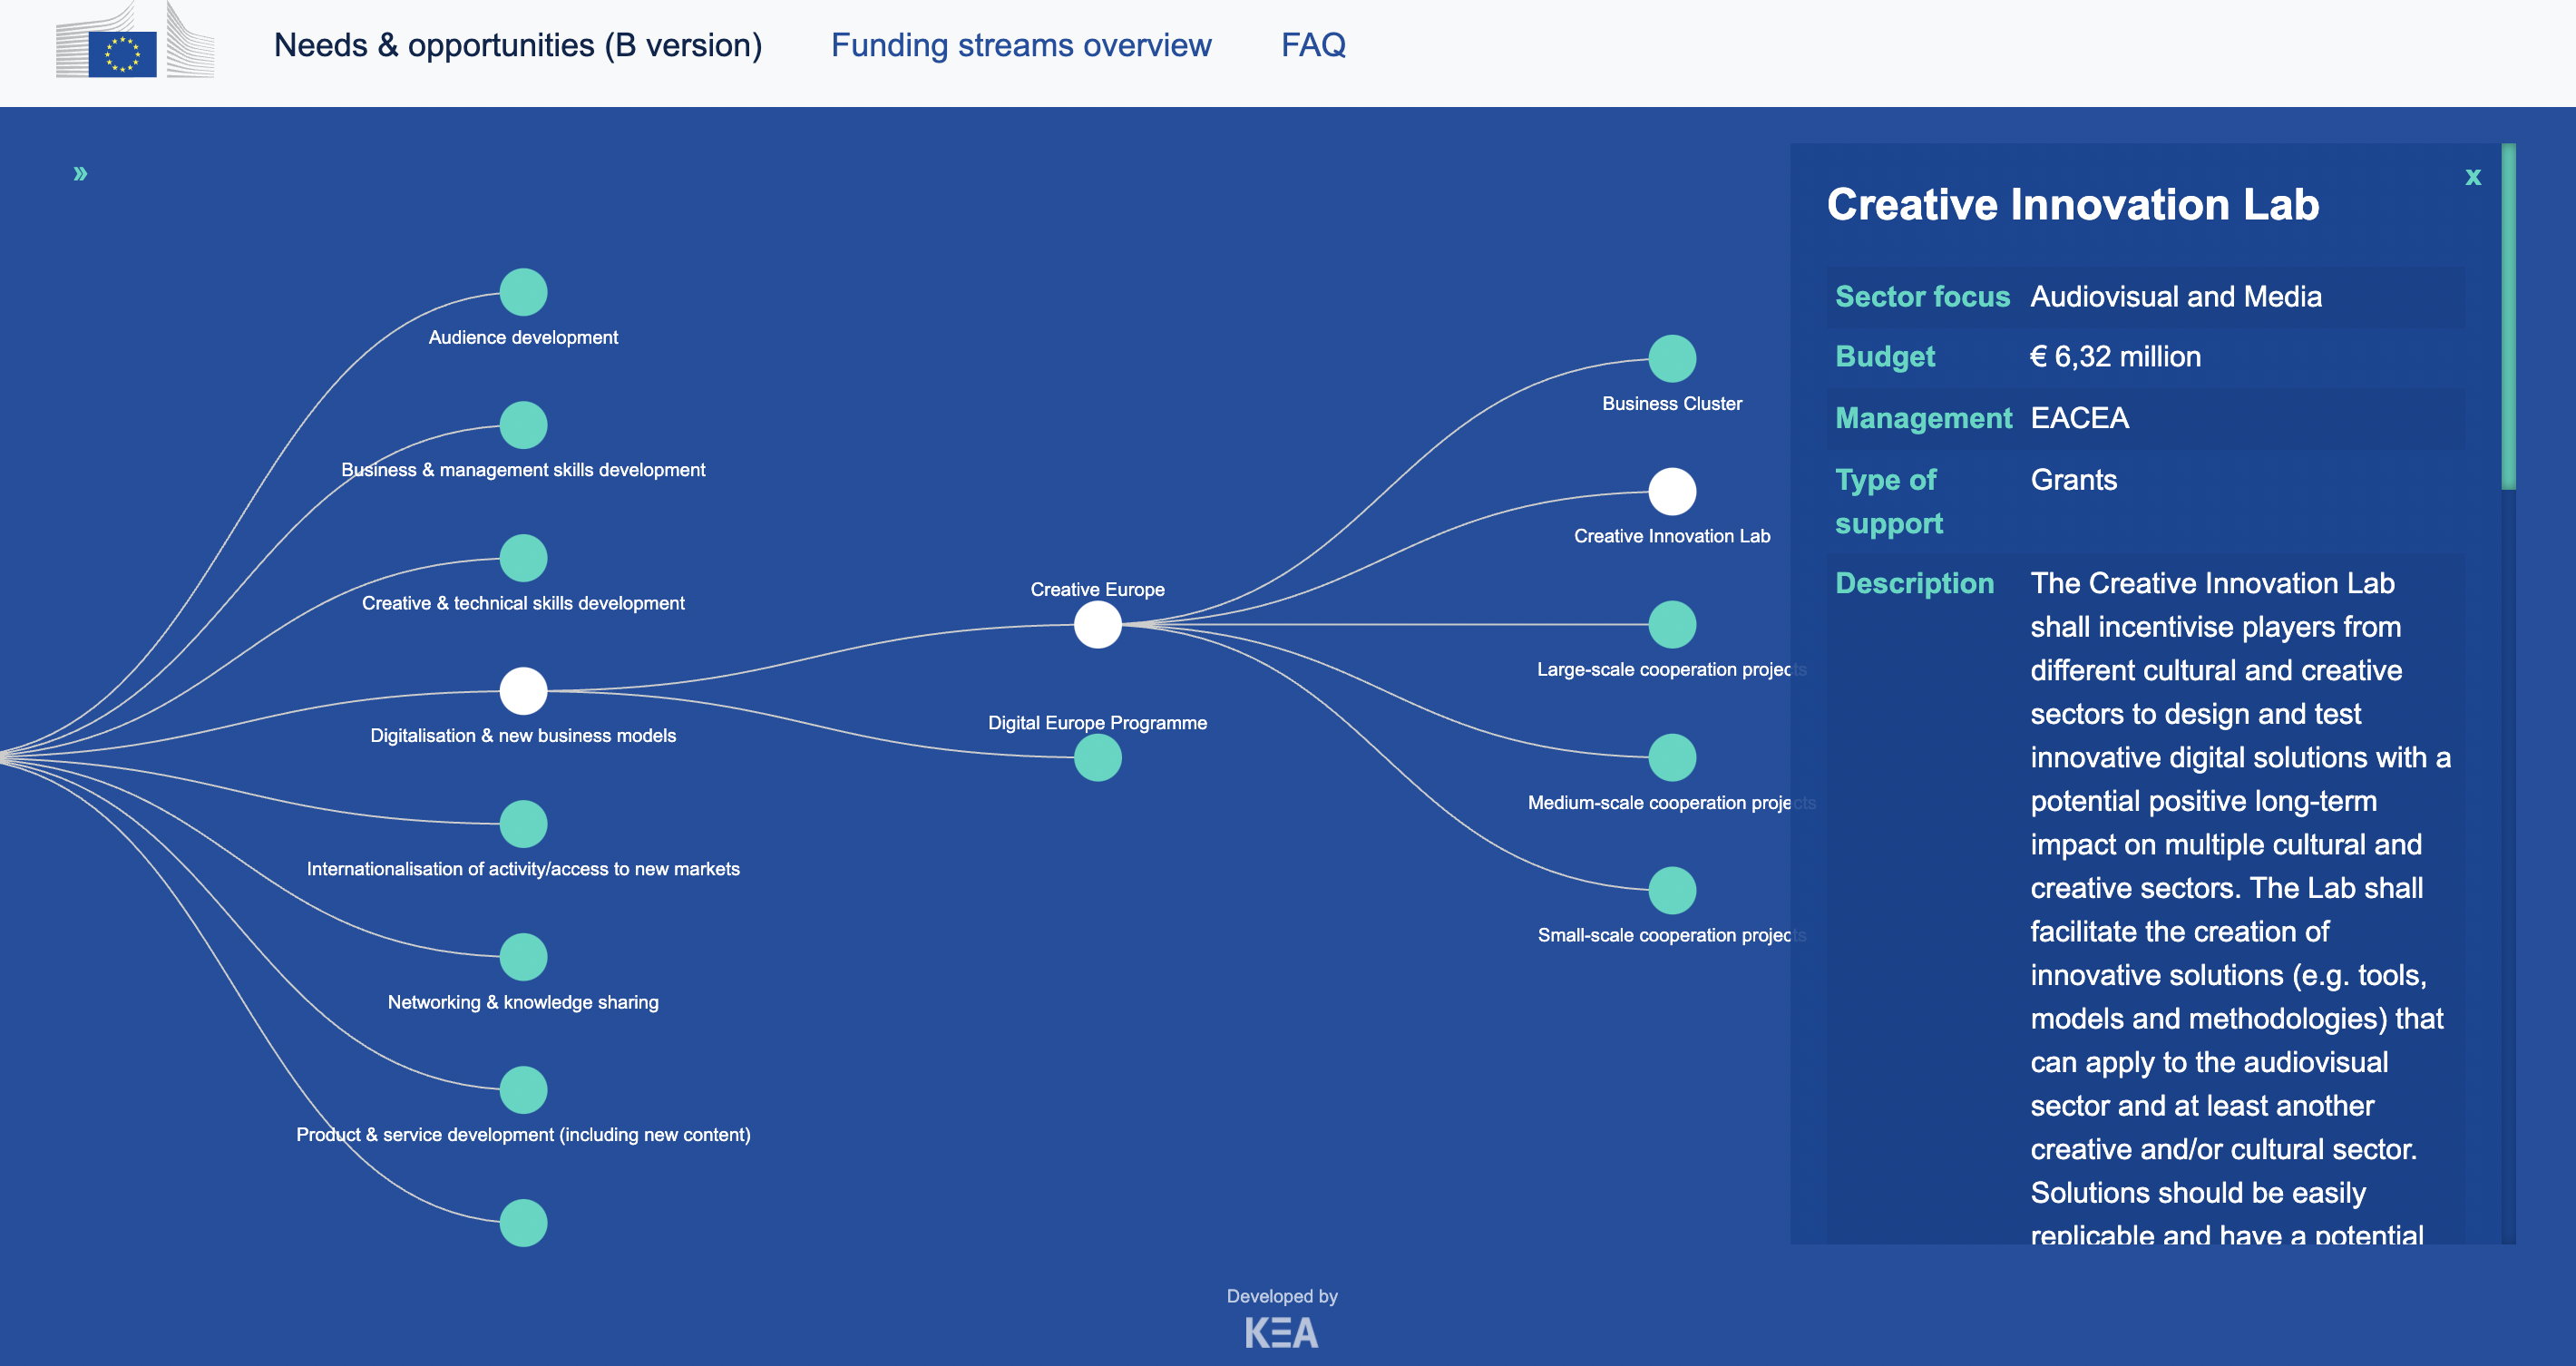 Needs & opportunities (B version)
Funding streams overview
FAQ
»
Audience development
Business & management skills development
Creative & technical skills development
Digitalisation & new business models
Internationalisation of activity/access to new markets
Networking & knowledge sharing
Product & service development (including new content)
Creative Europe
Digital Europe Programme
Business Cluster
Creative Innovation Lab
Large-scale cooperation projects
Medium-scale cooperation projects
Small-scale cooperation projects
x
Creative Innovation Lab
Sector focus Audiovisual and Media
Budget € 6,32 million
Management EACEA
Type of Grants
support
Description The Creative Innovation Lab
shall incentivise players from
different cultural and creative
sectors to design and test
innovative digital solutions with a
potential positive long-term
impact on multiple cultural and
creative sectors. The Lab shall
facilitate the creation of
innovative solutions (e.g. tools,
models and methodologies) that
can apply to the audiovisual
sector and at least another
creative and/or cultural sector.
Solutions should be easily
replicable and have a potential
Developed by
KEA